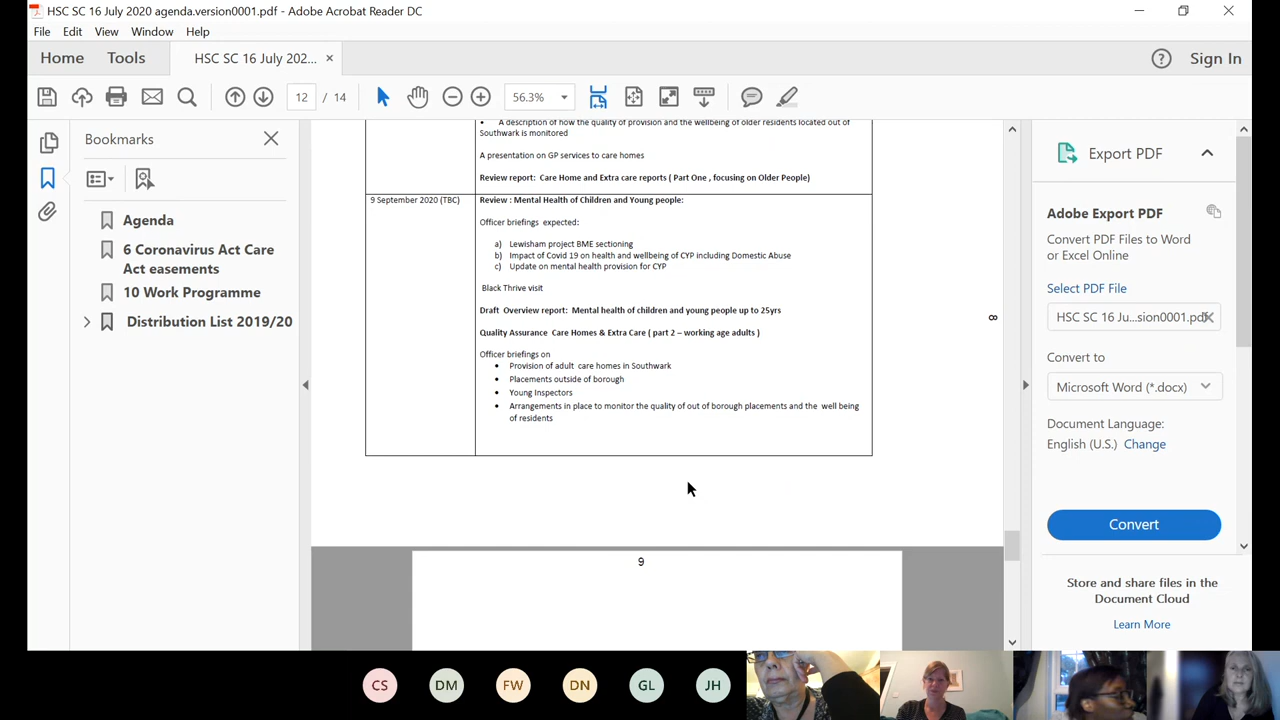 HSC SC 16 July 2020 agenda.version0001.pdf - Adobe Acrobat Reader DC
File Edit View Window Help
Home Tools HSC SC 16 July 202... ×
Sign In
12 / 14
56.3%
Bookmarks
Agenda
6 Coronavirus Act Care
Act easements
10 Work Programme
Distribution List 2019/20
• A description of how the quality of provision and the wellbeing of older residents located out of
Southwark is monitored
A presentation on GP services to care homes
Review report: Care Home and Extra care reports ( Part One , focusing on Older People)
9 September 2020 (TBC)
Review : Mental Health of Children and Young people:
Officer briefings expected:
a) Lewisham project BME sectioning
b) Impact of Covid 19 on health and wellbeing of CYP including Domestic Abuse
c) Update on mental health provision for CYP
Black Thrive visit
Draft Overview report: Mental health of children and young people up to 25yrs
Quality Assurance Care Homes & Extra Care ( part 2 – working age adults )
Officer briefings on
• Provision of adult care homes in Southwark
• Placements outside of borough
• Young Inspectors
• Arrangements in place to monitor the quality of out of borough placements and the well being
of residents
8
9
Export PDF
Adobe Export PDF
Convert PDF Files to Word
or Excel Online
Select PDF File
HSC SC 16 Ju...sion0001.pdf
Convert to
Microsoft Word (*.docx)
Document Language:
English (U.S.) Change
Convert
Store and share files in the
Document Cloud
Learn More
CS DM FW DN GL JH